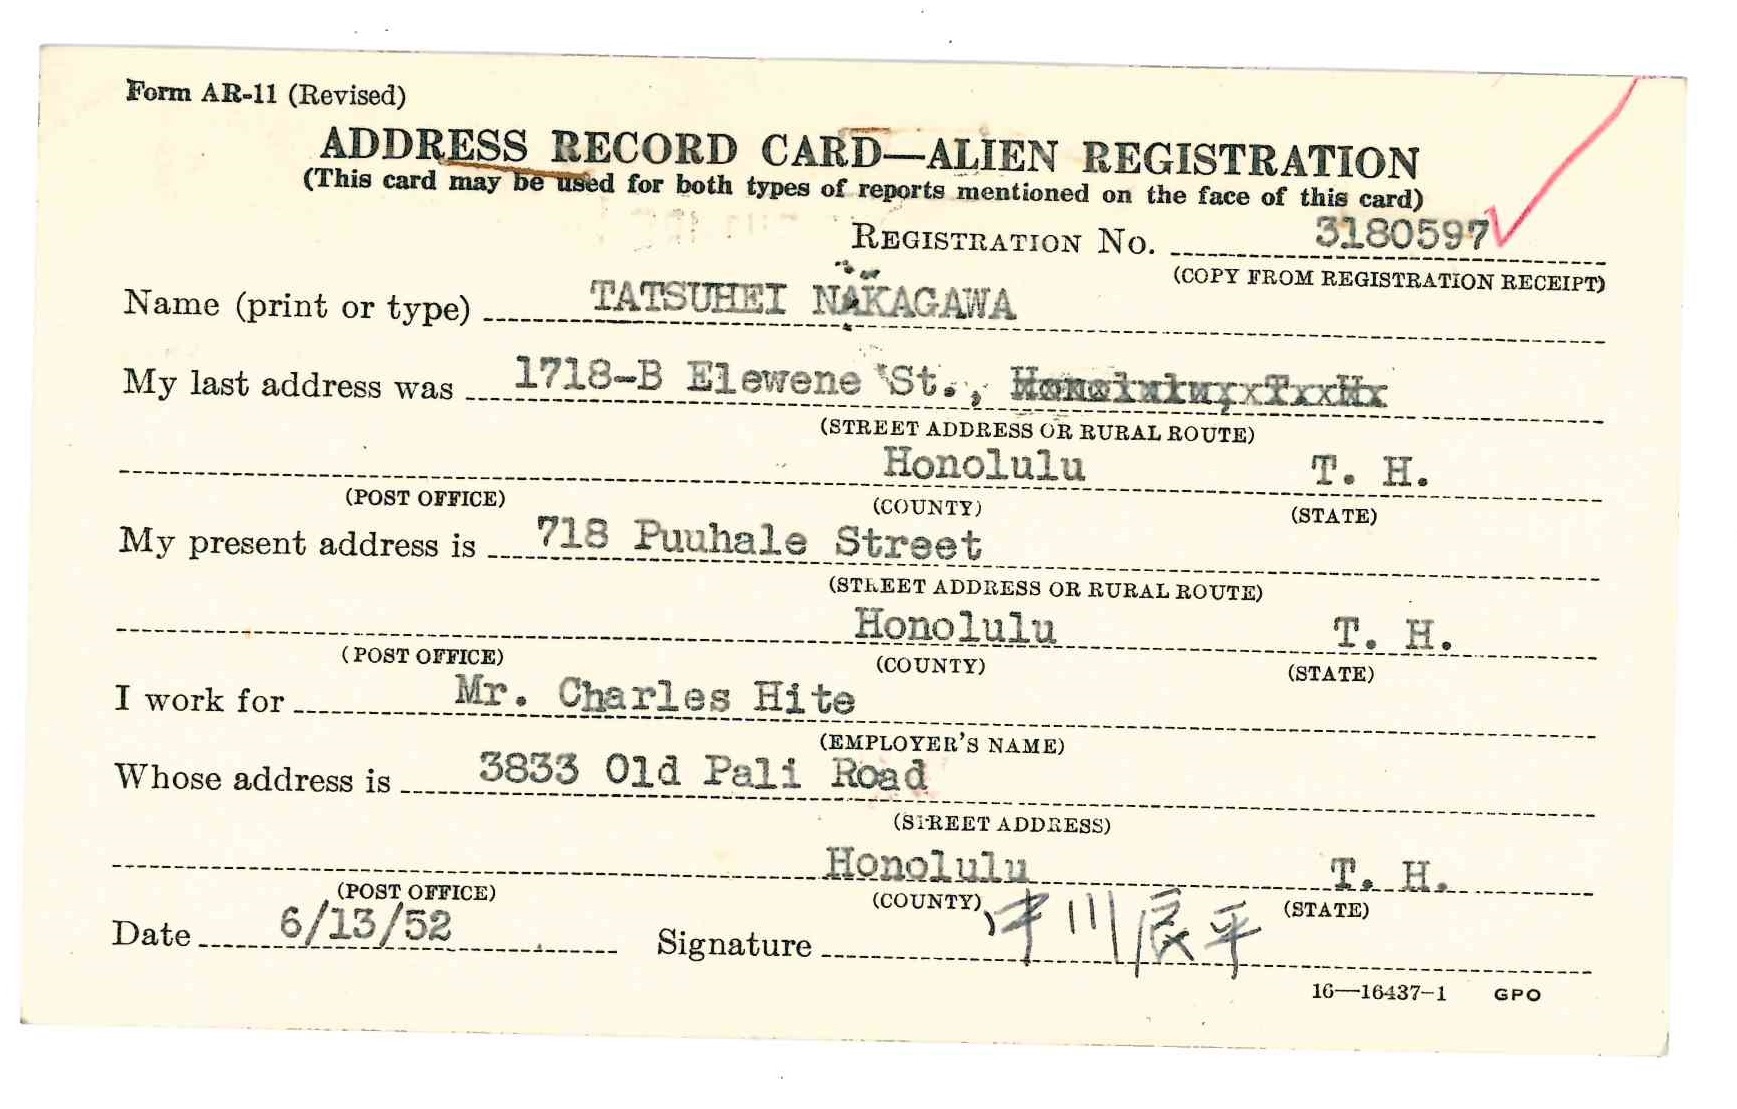 Form AR-11 (Revised)
ADDRESS RECORD CARD—ALIEN REGISTRATION
(This card may be used for both types of reports mentioned on the face of this card)
REGISTRATION No. 3180597
(COPY FROM REGISTRATION RECEIPT)
Name (print or type) TATSUHEI NAKAGAWA
My last address was 1718-B Elewene St.,
(STREET ADDRESS OR RURAL ROUTE)
Honolulu T. H.
(POST OFFICE) (COUNTY) (STATE)
My present address is 718 Puuhale Street
(STREET ADDRESS OR RURAL ROUTE)
Honolulu T. H.
(POST OFFICE) (COUNTY) (STATE)
I work for Mr. Charles Hite
(EMPLOYER'S NAME)
Whose address is 3833 Old Pali Road
(STREET ADDRESS)
Honolulu T. H.
(POST OFFICE) (COUNTY) (STATE)
Date 6/13/52 Signature 中川辰平
16—16437-1 GPO